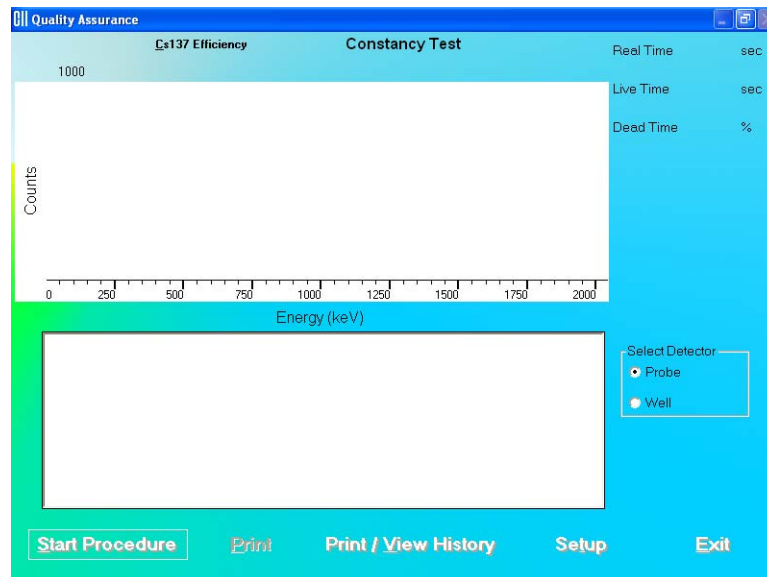 CII Quality Assurance
Cs137 Efficiency Constancy Test
Real Time sec
1000
Live Time sec
Dead Time %
Counts
0 250 500 750 1000 1250 1500 1750 2000
Energy (keV)
Select Detector
Probe
Well
Start Procedure Print Print / View History Setup Exit